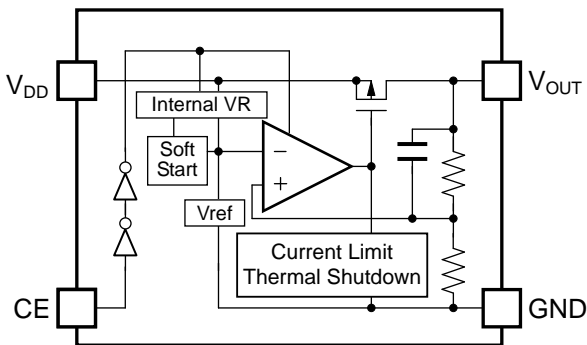 V_DD
V_OUT
Internal VR
Soft
Start
−
+
Vref
Current Limit
Thermal Shutdown
CE
GND